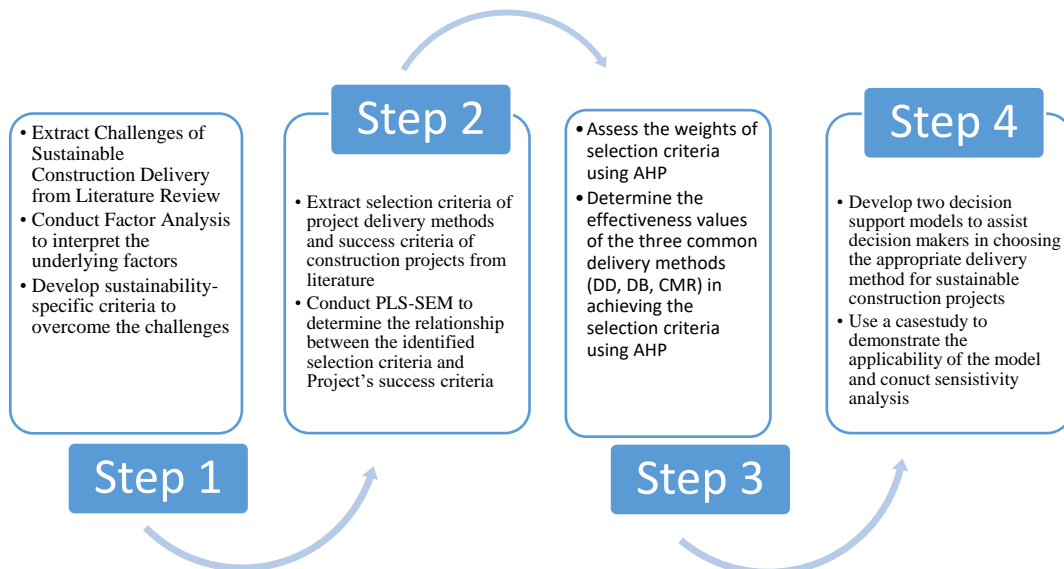 • Extract Challenges of
Sustainable
Construction Delivery
from Literature Review
• Conduct Factor Analysis
to interpret the
underlying factors
• Develop sustainability-
specific criteria to
overcome the challenges
Step 1
Step 2
• Extract selection criteria of
project delivery methods
and success criteria of
construction projects from
literature
• Conduct PLS-SEM to
determine the relationship
between the identified
selection criteria and
Project's success criteria
• Assess the weights of
selection criteria
using AHP
• Determine the
effectiveness values
of the three common
delivery methods
(DD, DB, CMR) in
achieving the
selection criteria
using AHP
Step 3
Step 4
• Develop two decision
support models to assist
decision makers in choosing
the appropriate delivery
method for sustainable
construction projects
• Use a casestudy to
demonstrate the
applicability of the model
and conuct sensistivity
analysis